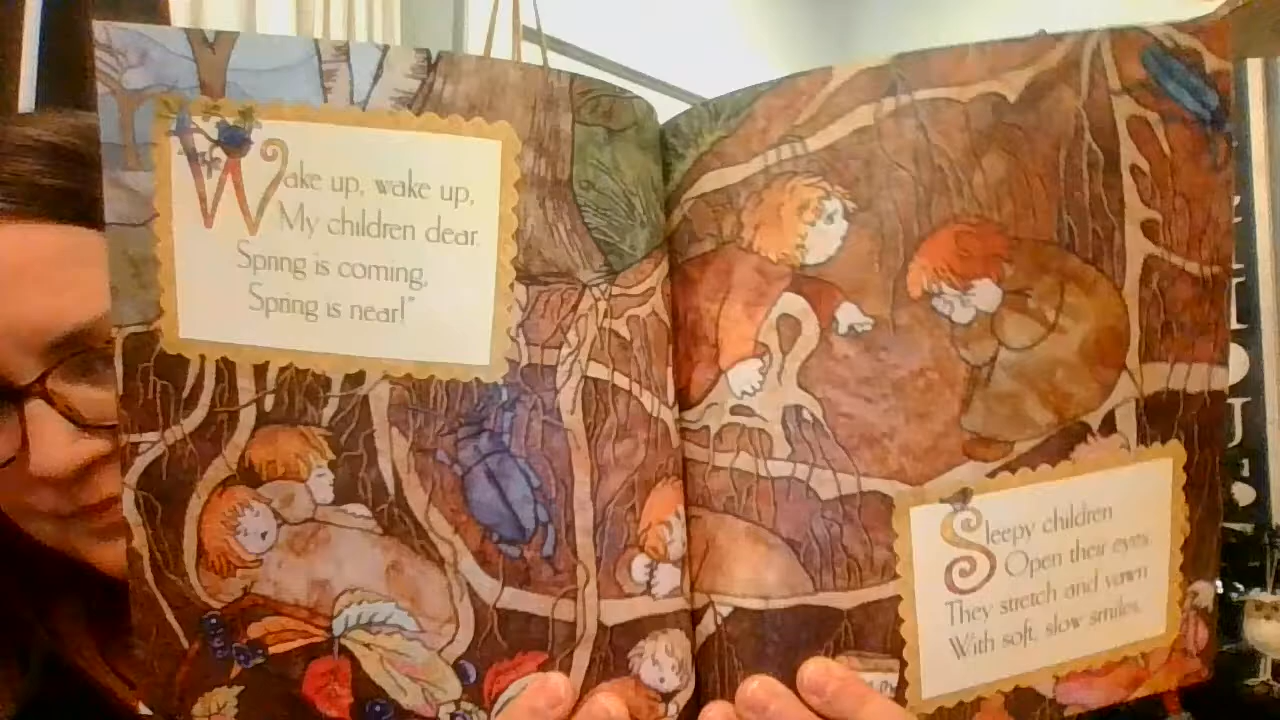 Wake up, wake up,
My children dear,
Spring is coming,
Spring is near!"
Sleepy children
Open their eyes.
They stretch and yawn
With soft, slow smiles.